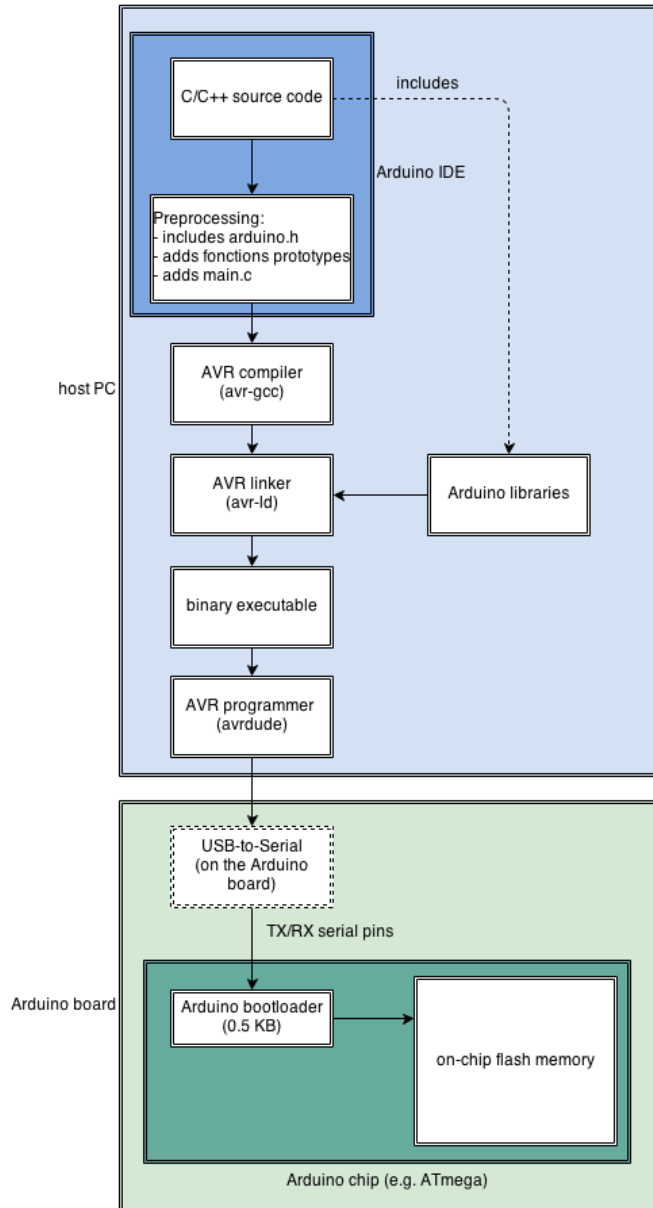 C/C++ source code
includes
Arduino IDE
Preprocessing:
- includes arduino.h
- adds fonctions prototypes
- adds main.c
AVR compiler
(avr-gcc)
host PC
AVR linker
(avr-ld)
Arduino libraries
binary executable
AVR programmer
(avrdude)
USB-to-Serial
(on the Arduino
board)
TX/RX serial pins
Arduino board
Arduino bootloader
(0.5 KB)
on-chip flash memory
Arduino chip (e.g. ATmega)